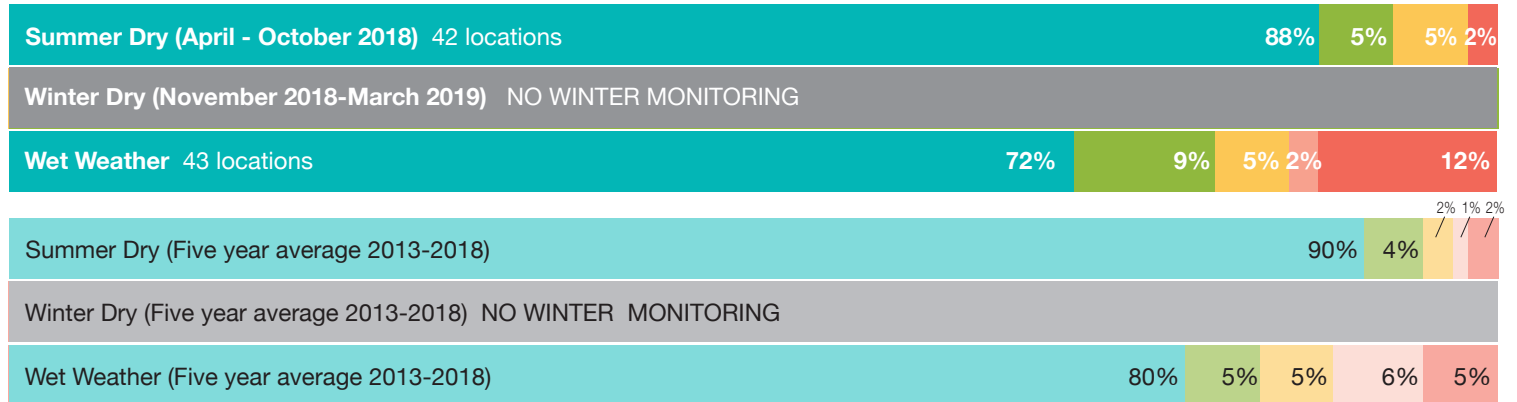 Summer Dry (April - October 2018) 42 locations 88% 5% 5% 2%
Winter Dry (November 2018-March 2019) NO WINTER MONITORING
Wet Weather 43 locations 72% 9% 5% 2% 12%
2% 1% 2%
Summer Dry (Five year average 2013-2018) 90% 4%
Winter Dry (Five year average 2013-2018) NO WINTER MONITORING
Wet Weather (Five year average 2013-2018) 80% 5% 5% 6% 5%